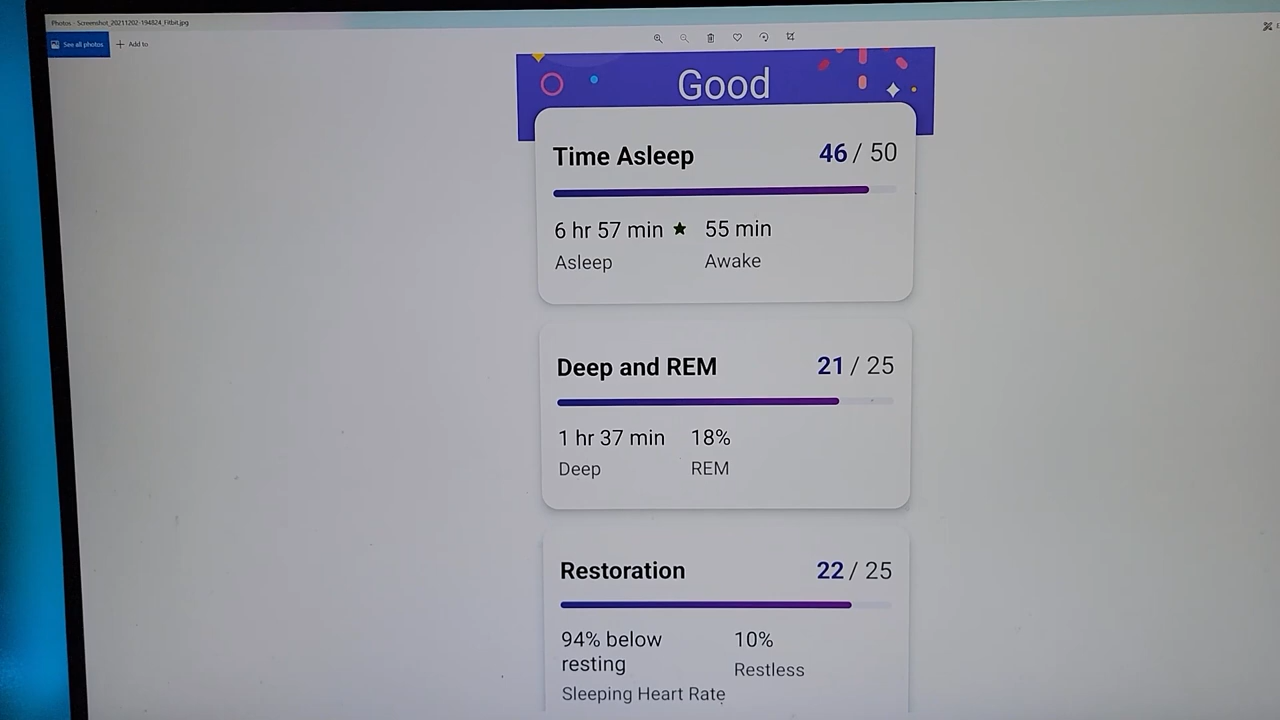 Photos - Screenshot_20211202-194824_Fitbit.jpg
See all photos
Add to
Good
Time Asleep
46 / 50
6 hr 57 min ★ 55 min
Asleep Awake
Deep and REM
21 / 25
1 hr 37 min 18%
Deep REM
Restoration
22 / 25
94% below
resting
10%
Restless
Sleeping Heart Rate